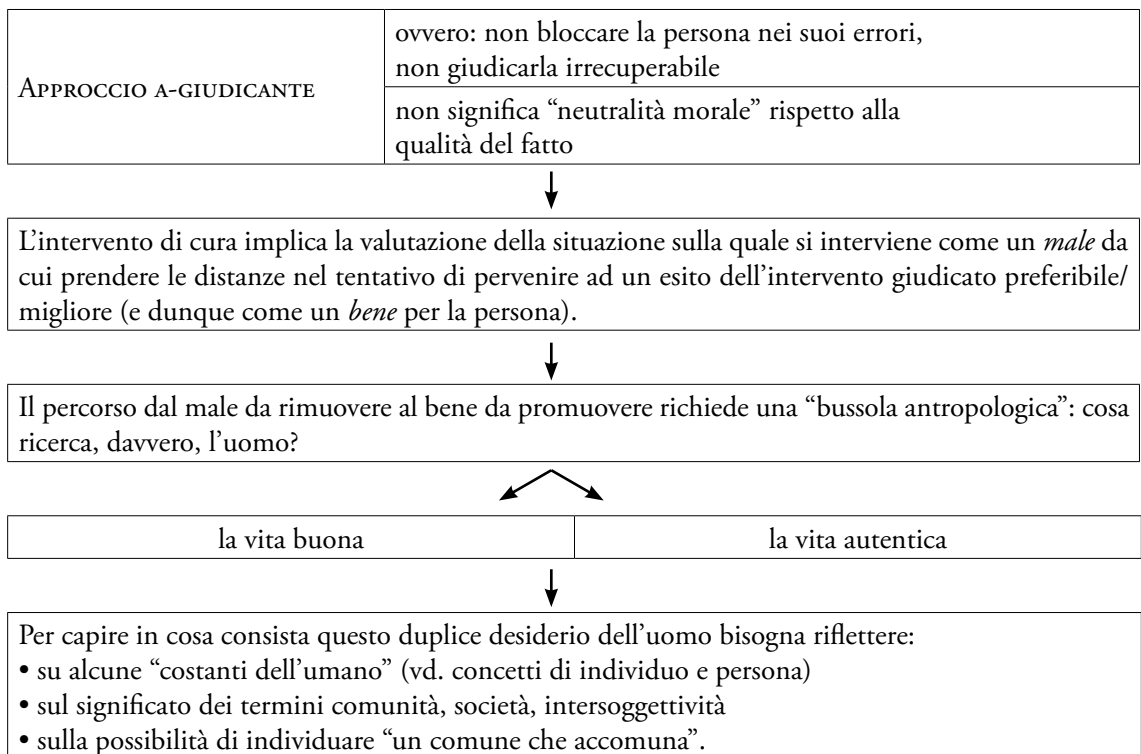 APPROCCIO A-GIUDICANTE
ovvero: non bloccare la persona nei suoi errori,
non giudicarla irrecuperabile
non significa “neutralità morale” rispetto alla
qualità del fatto
L’intervento di cura implica la valutazione della situazione sulla quale si interviene come un male da
cui prendere le distanze nel tentativo di pervenire ad un esito dell’intervento giudicato preferibile/
migliore (e dunque come un bene per la persona).
Il percorso dal male da rimuovere al bene da promuovere richiede una “bussola antropologica”: cosa
ricerca, davvero, l’uomo?
la vita buona
la vita autentica
Per capire in cosa consista questo duplice desiderio dell’uomo bisogna riflettere:
• su alcune “costanti dell’umano” (vd. concetti di individuo e persona)
• sul significato dei termini comunità, società, intersoggettività
• sulla possibilità di individuare “un comune che accomuna”.